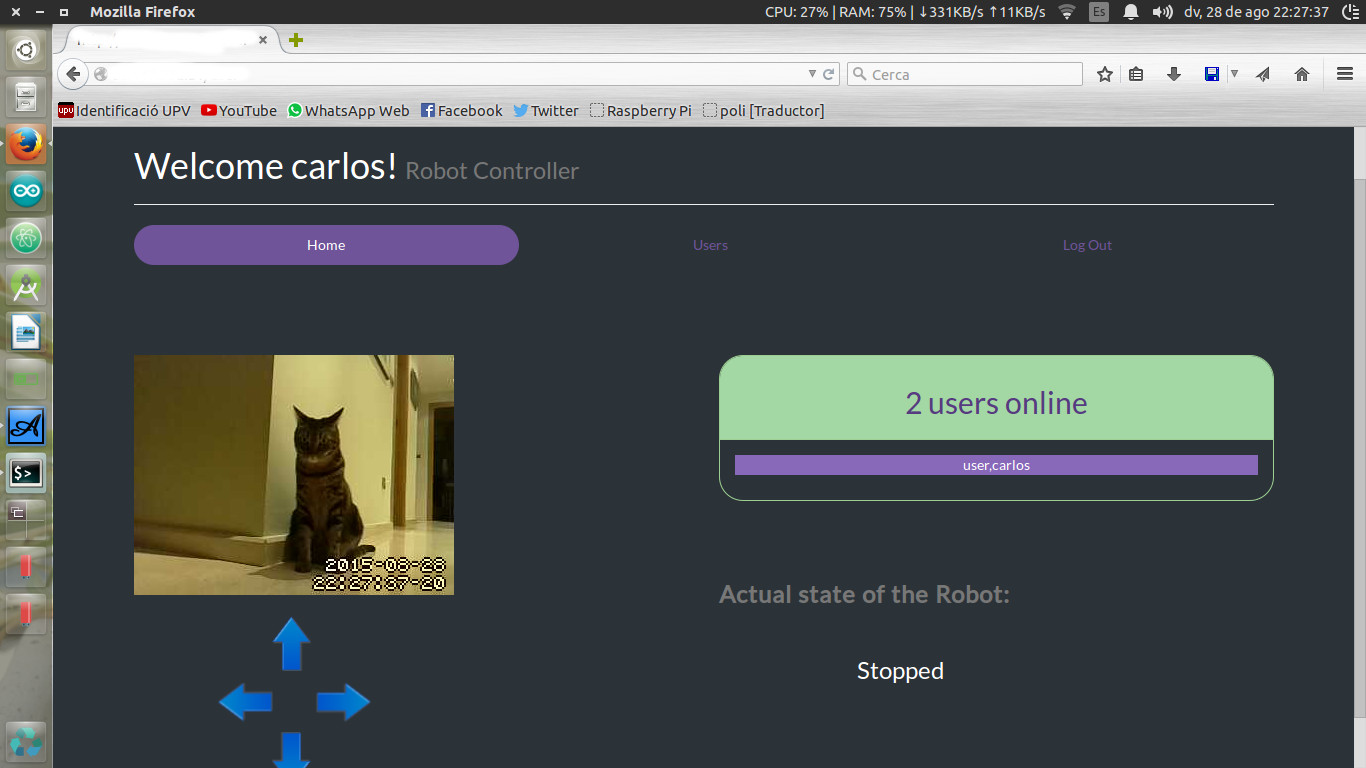 Mozilla Firefox
CPU: 27% | RAM: 75% | ↓331KB/s ↑11KB/s
Es
dv, 28 de ago 22:27:37
Cerca
upv Identificació UPV YouTube WhatsApp Web Facebook Twitter Raspberry Pi poli [Traductor]
Welcome carlos! Robot Controller
Home Users Log Out
2 users online
user,carlos
2015-08-28
22:27:37-20
Actual state of the Robot:
Stopped